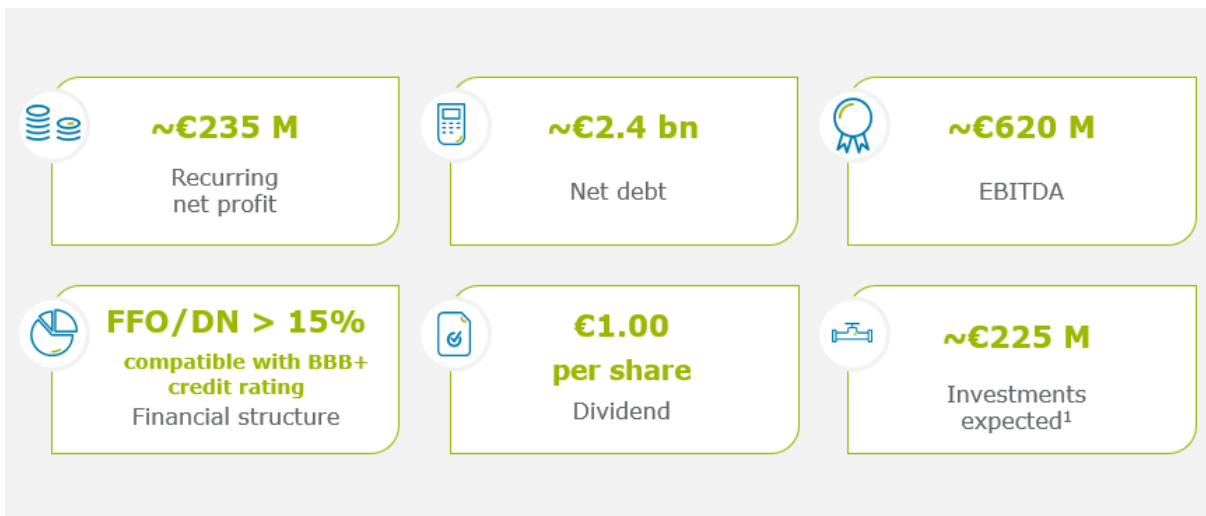 ~€235 M
Recurring
net profit
~€2.4 bn
Net debt
~€620 M
EBITDA
FFO/DN > 15%
compatible with BBB+
credit rating
Financial structure
€1.00
per share
Dividend
~€225 M
Investments
expected¹